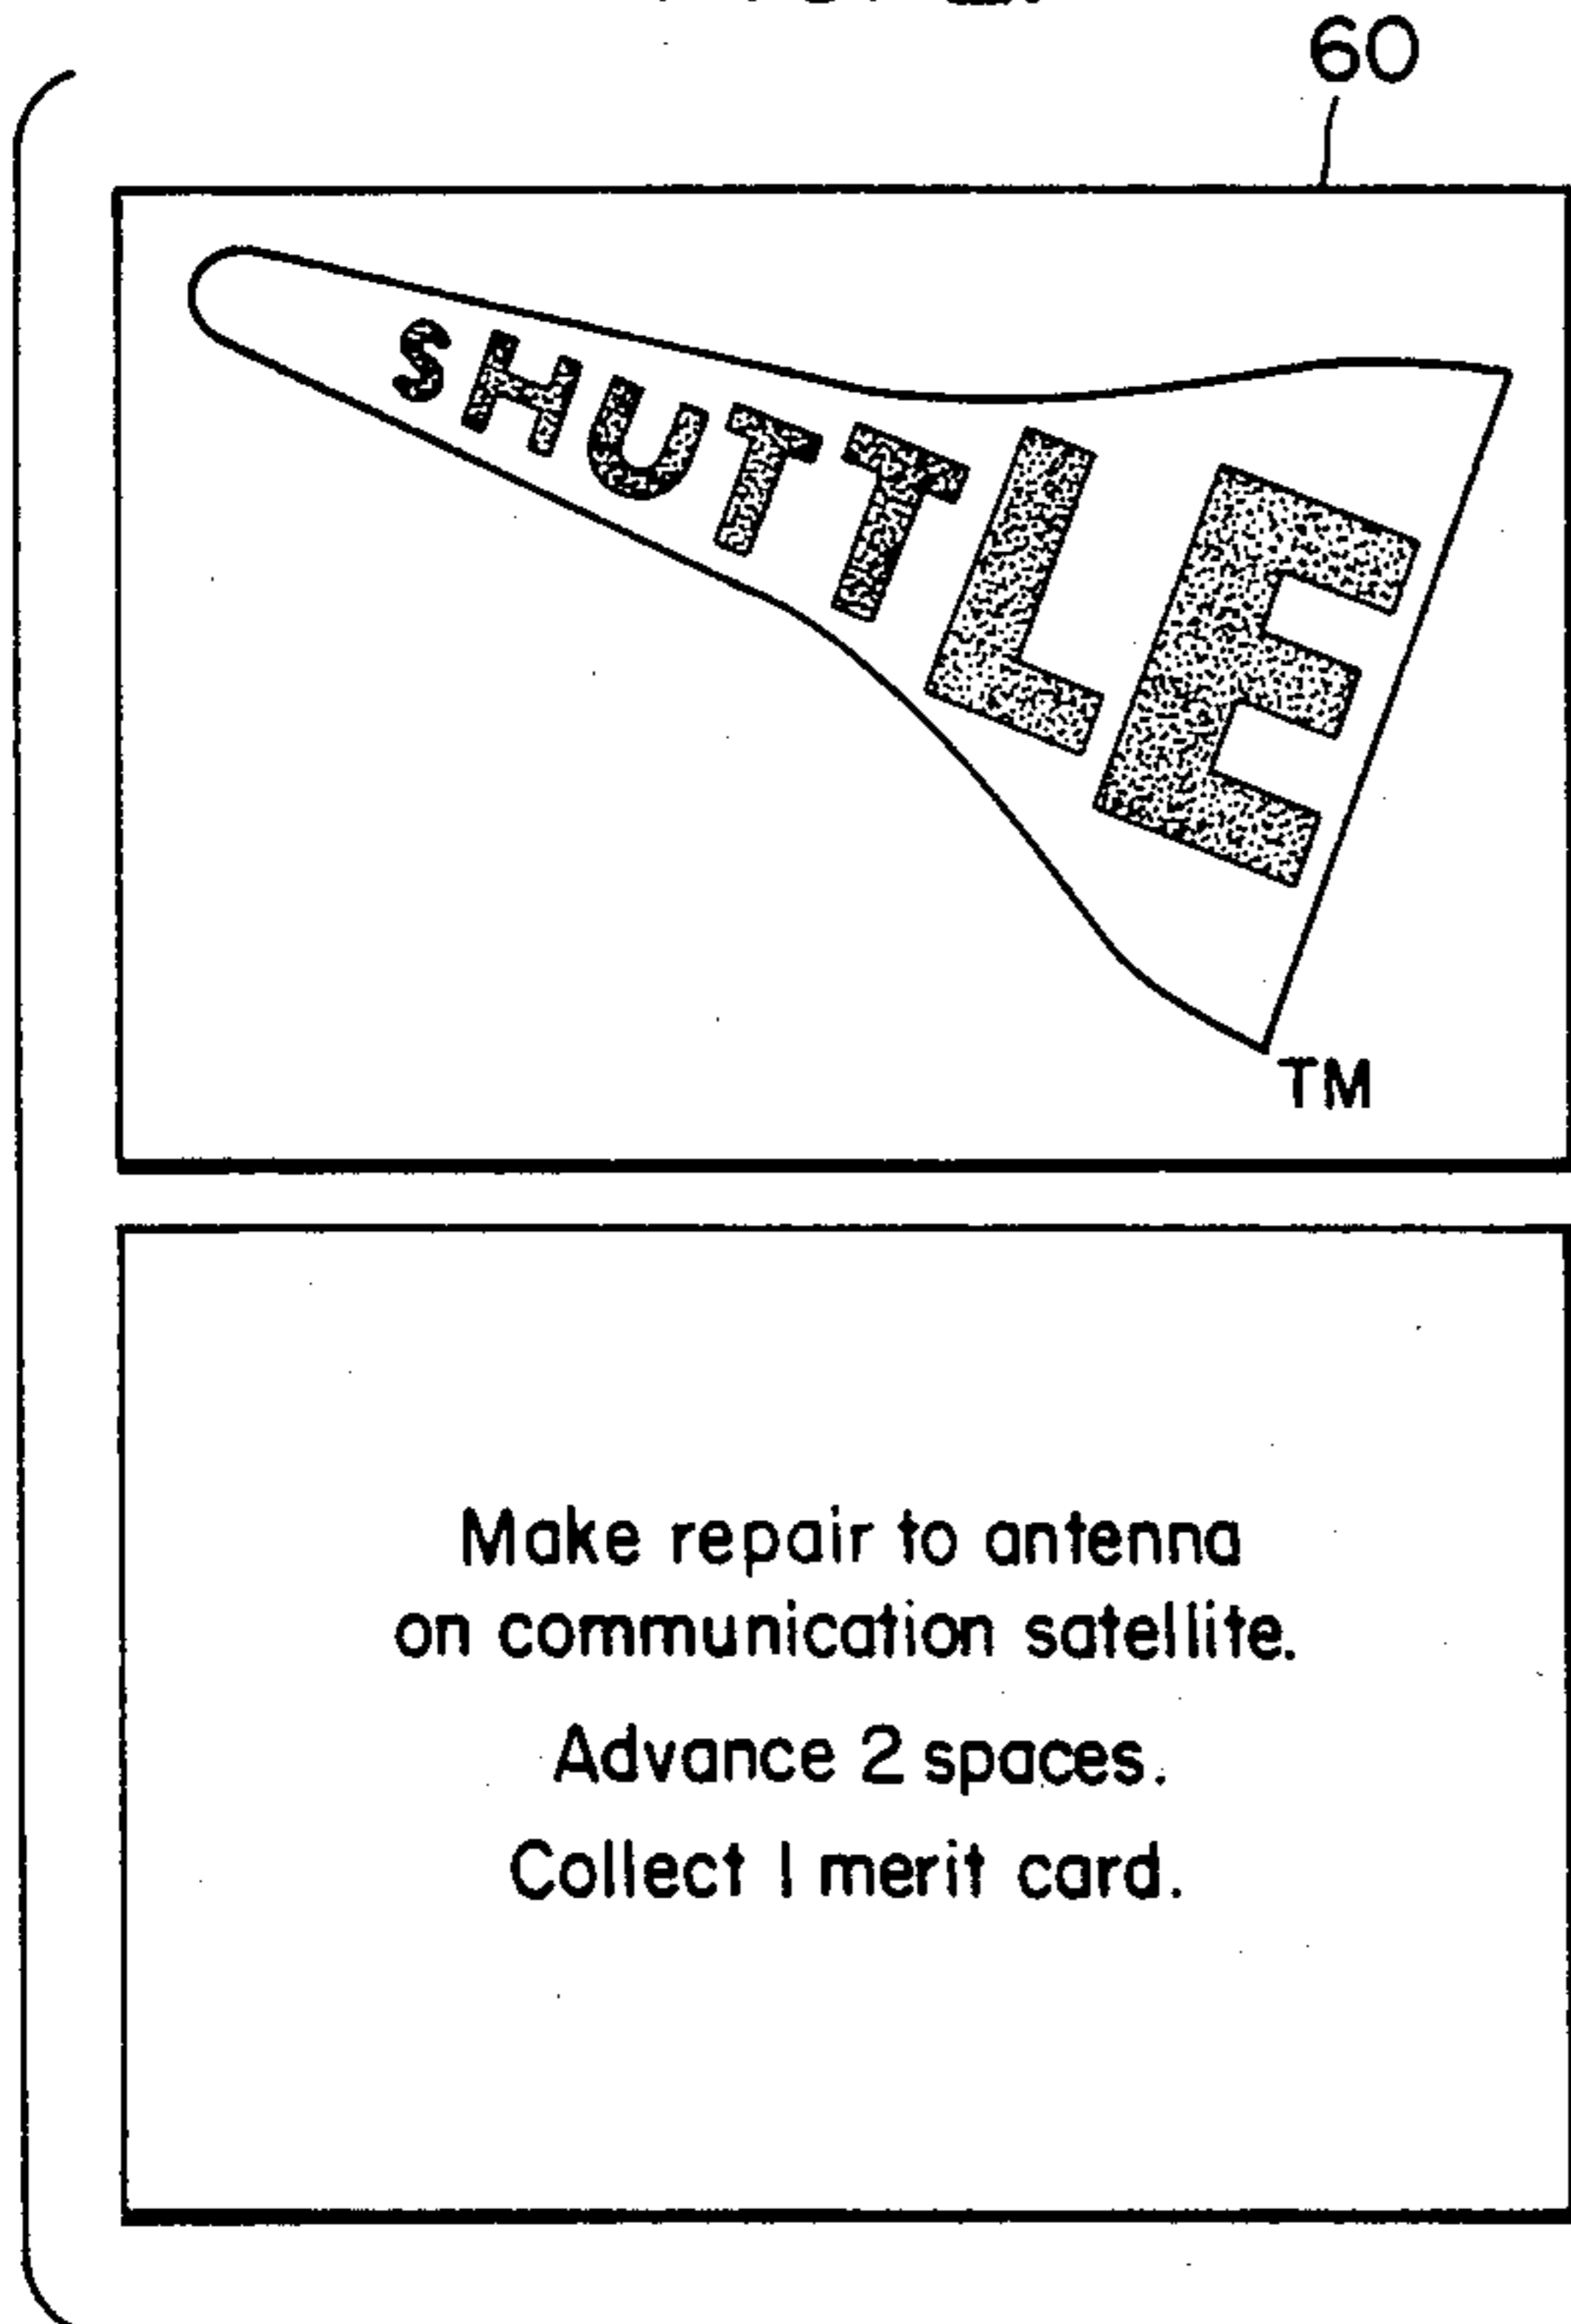 60
SHUTTLE
TM
Make repair to antenna
on communication satellite.
Advance 2 spaces.
Collect 1 merit card.